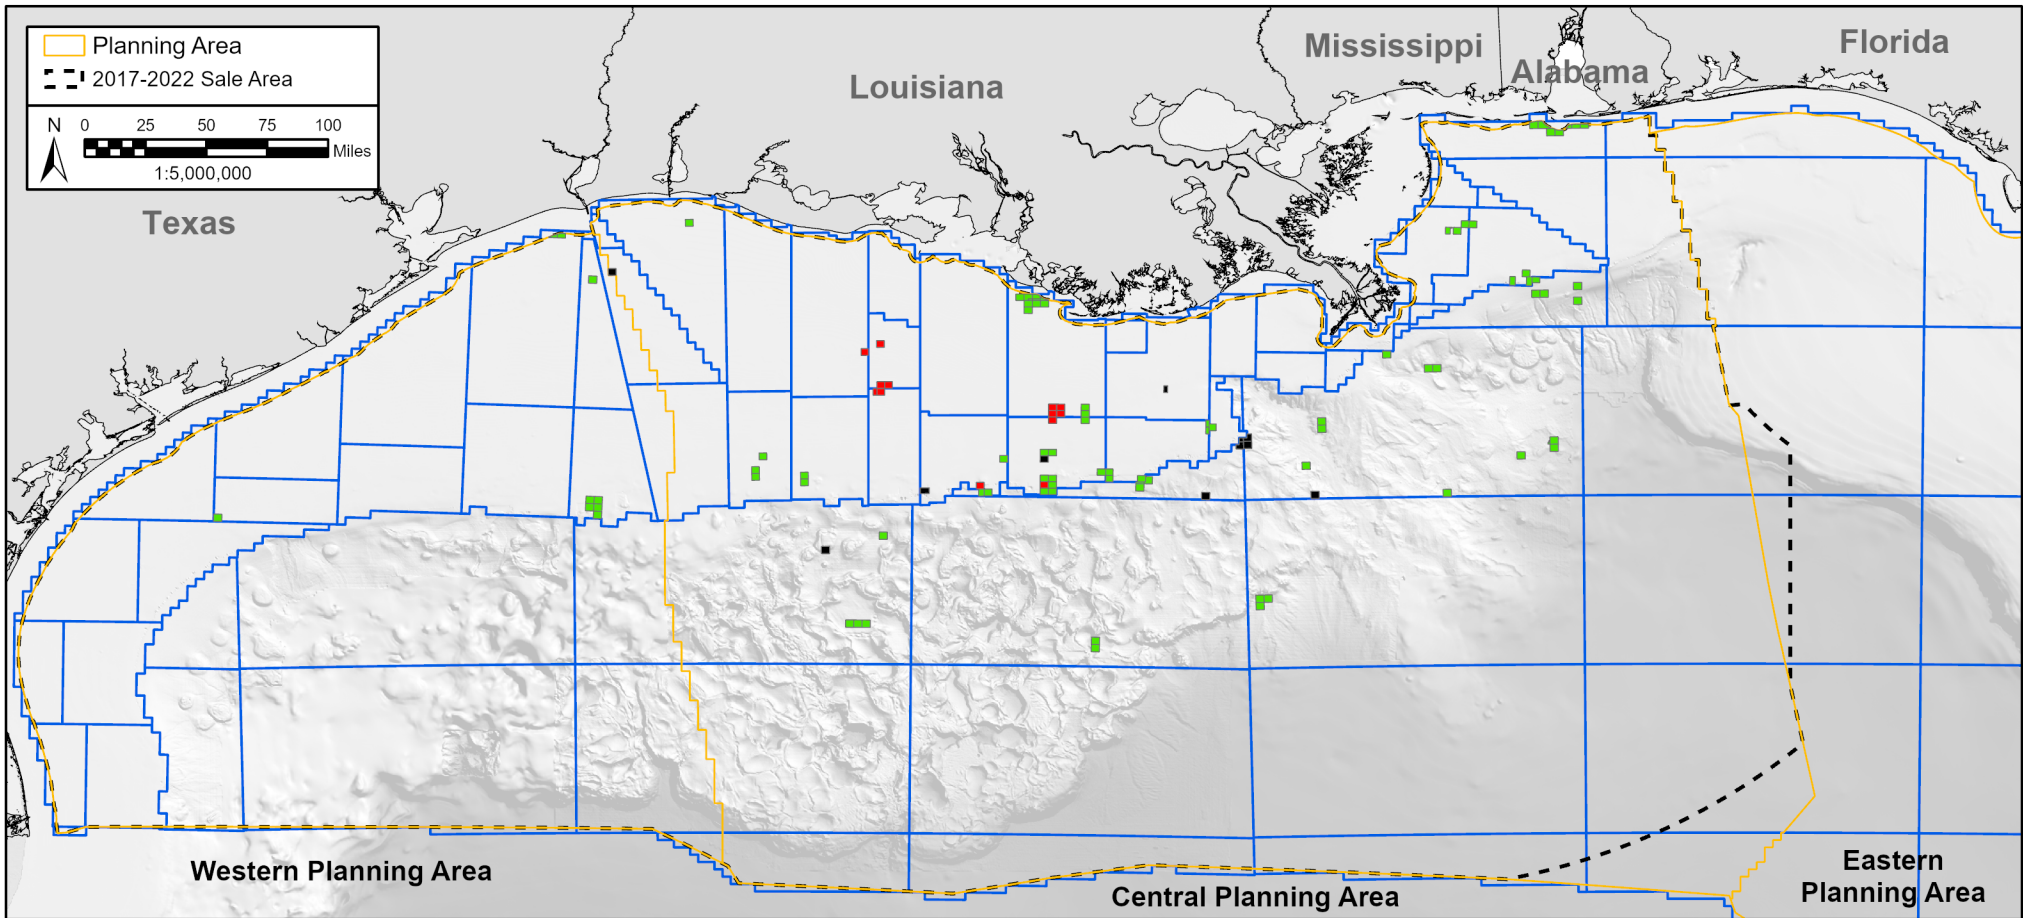 Planning Area
2017-2022 Sale Area
N
0 25 50 75 100
Miles
1:5,000,000
Texas
Louisiana
Mississippi
Alabama
Florida
Western Planning Area
Central Planning Area
Eastern
Planning Area